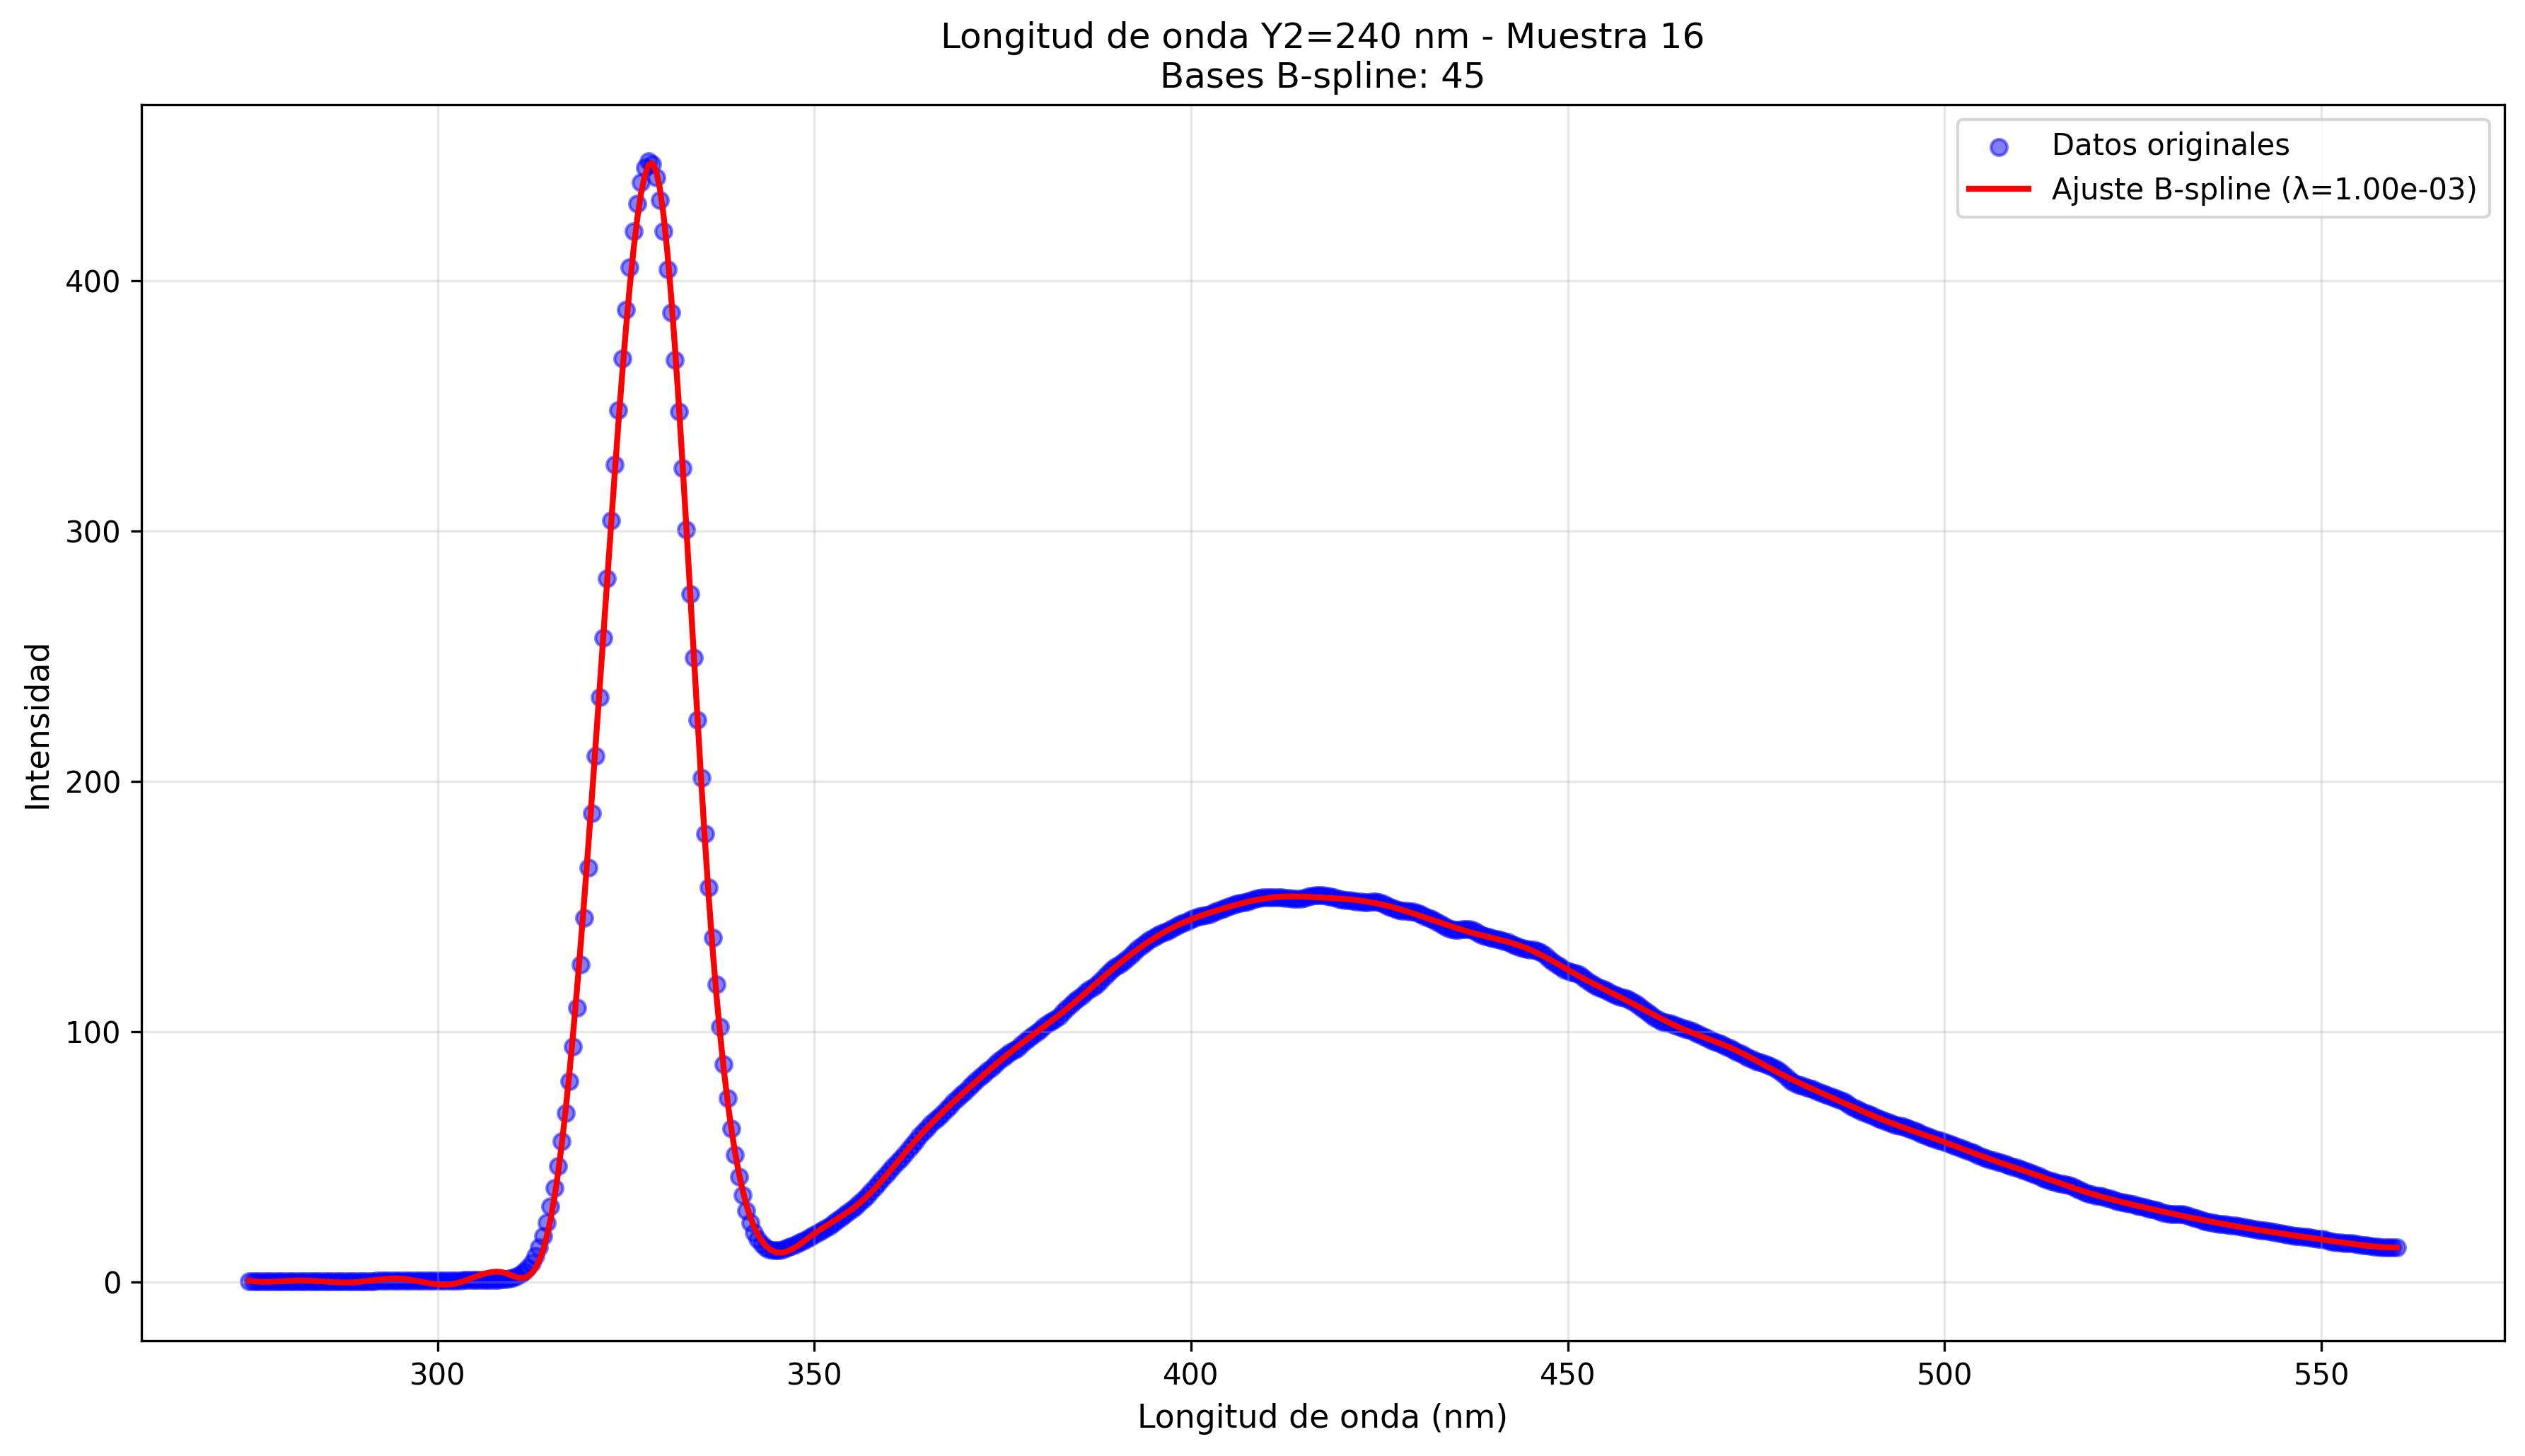 Longitud de onda Y2=240 nm - Muestra 16
Bases B-spline: 45
Datos originales
Ajuste B-spline (λ=1.00e-03)
Intensidad
400
300
200
100
0
300
350
400
450
500
550
Longitud de onda (nm)